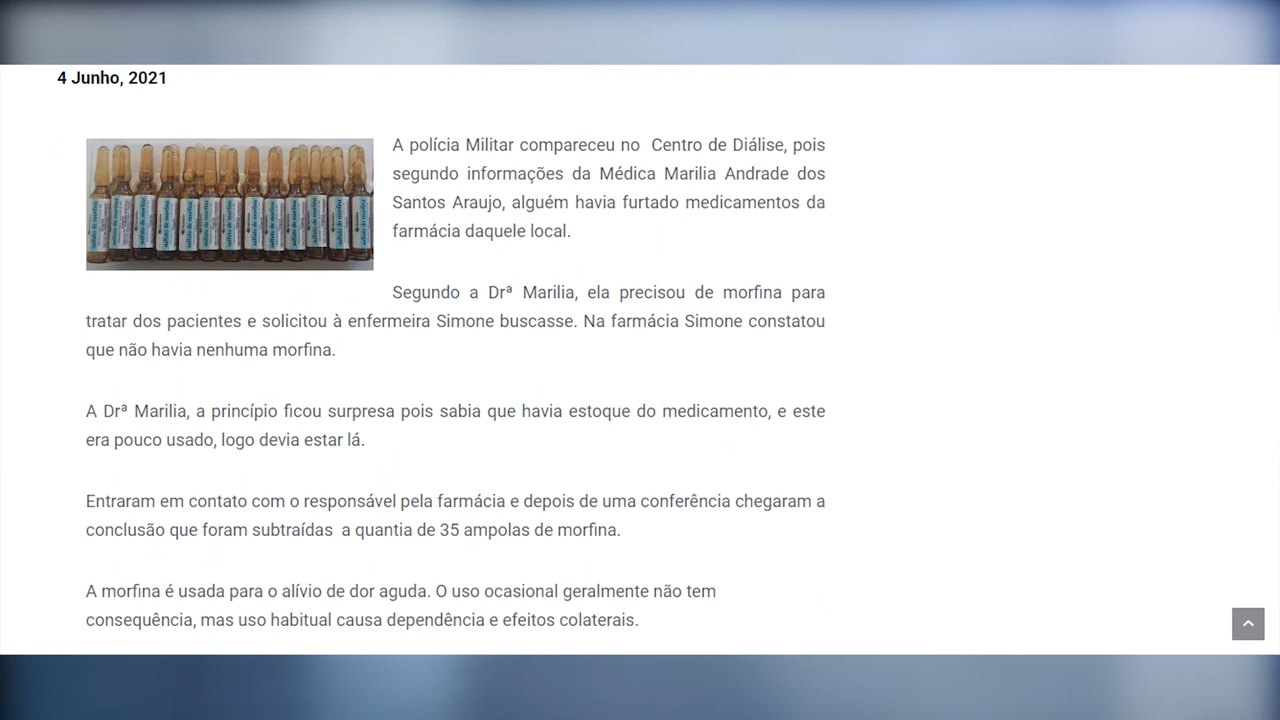 4 Junho, 2021
A polícia Militar compareceu no Centro de Diálise, pois
segundo informações da Médica Marilia Andrade dos
Santos Araujo, alguém havia furtado medicamentos da
farmácia daquele local.
Segundo a Drª Marilia, ela precisou de morfina para
tratar dos pacientes e solicitou à enfermeira Simone buscasse. Na farmácia Simone constatou
que não havia nenhuma morfina.
A Drª Marilia, a princípio ficou surpresa pois sabia que havia estoque do medicamento, e este
era pouco usado, logo devia estar lá.
Entraram em contato com o responsável pela farmácia e depois de uma conferência chegaram a
conclusão que foram subtraídas a quantia de 35 ampolas de morfina.
A morfina é usada para o alívio de dor aguda. O uso ocasional geralmente não tem
consequência, mas uso habitual causa dependência e efeitos colaterais.